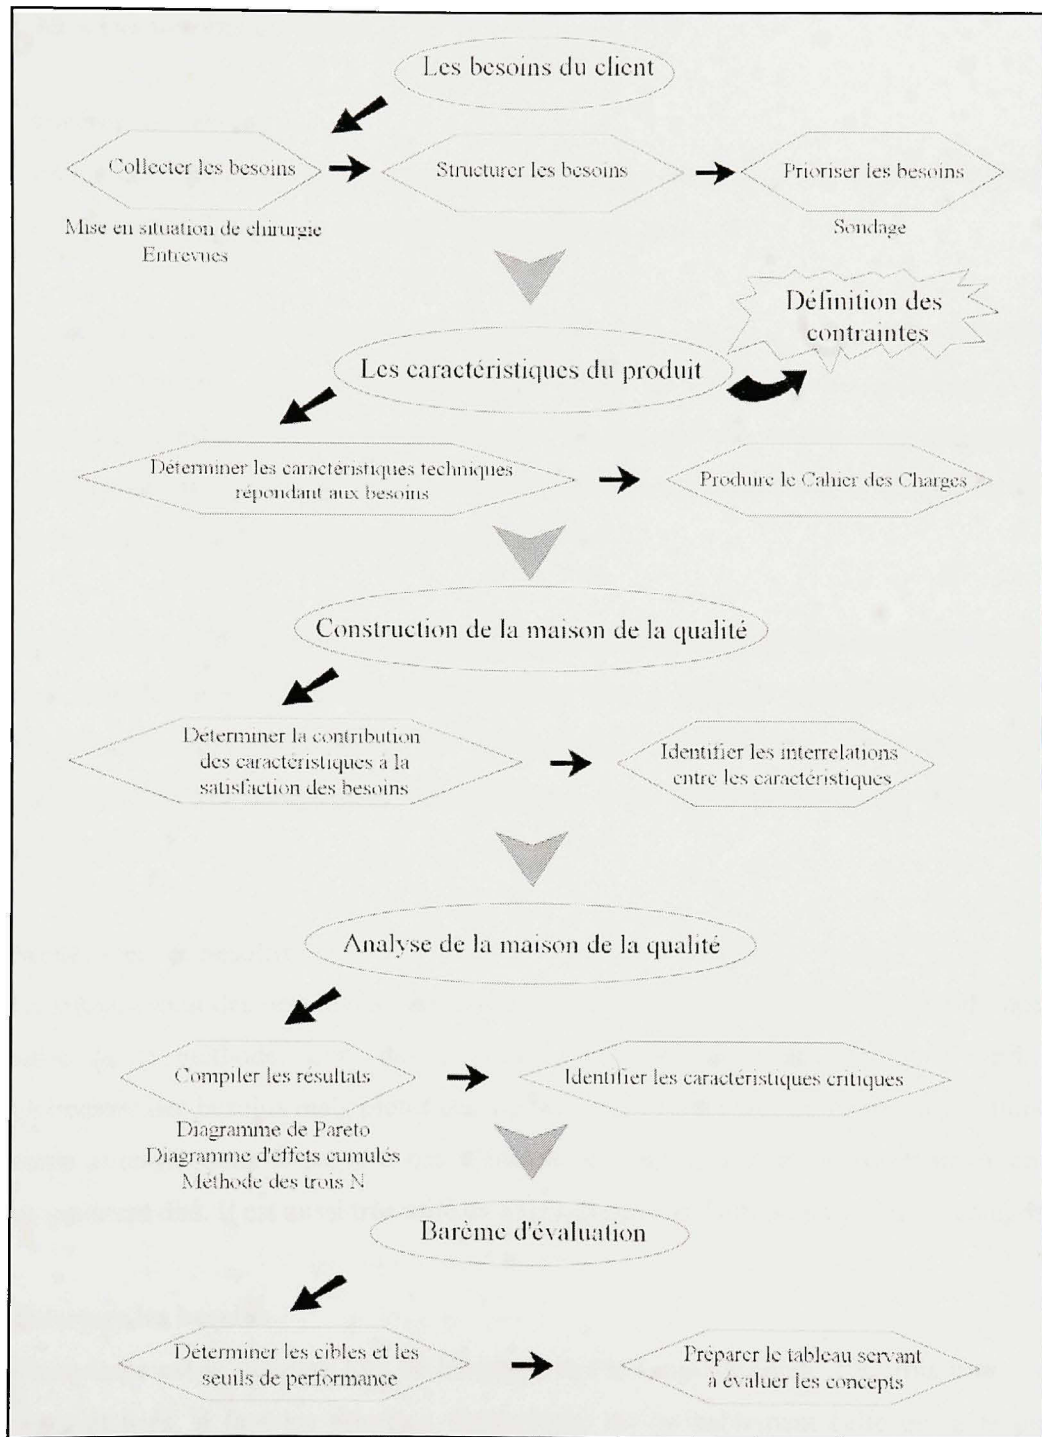 Les besoins du client
Collecter les besoins
Structurer les besoins
Prioriser les besoins
Mise en situation de chirurgie
Entrevues
Sondage
Définition des
contraintes
Les caractéristiques du produit
Déterminer les caractéristiques techniques
répondant aux besoins
Produire le Cahier des Charges
Construction de la maison de la qualité
Déterminer la contribution
des caractéristiques à la
satisfaction des besoins
Identifier les interrelations
entre les caractéristiques
Analyse de la maison de la qualité
Compiler les résultats
Identifier les caractéristiques critiques
Diagramme de Pareto
Diagramme d'effets cumulés
Méthode des trois N
Barème d'évaluation
Déterminer les cibles et les
seuils de performance
Préparer le tableau servant
à évaluer les concepts